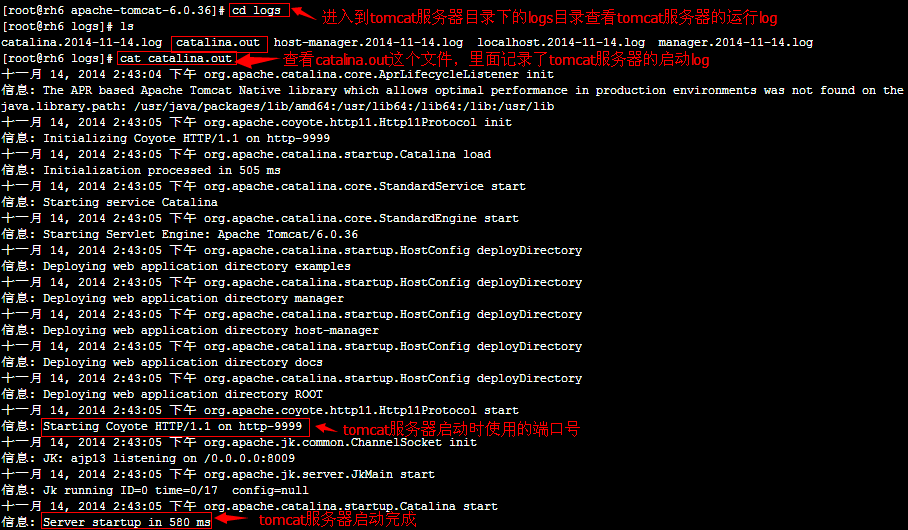 [root@rh6 apache-tomcat-6.0.36]# cd logs 进入到tomcat服务器目录下的logs目录查看tomcat服务器的运行log
[root@rh6 logs]# ls
catalina.2014-11-14.log catalina.out host-manager.2014-11-14.log localhost.2014-11-14.log manager.2014-11-14.log
[root@rh6 logs]# cat catalina.out 查看catalina.out这个文件，里面记录了tomcat服务器的启动log
十一月 14, 2014 2:43:04 下午 org.apache.catalina.core.AprLifecycleListener init
信息: The APR based Apache Tomcat Native library which allows optimal performance in production environments was not found on the
java.library.path: /usr/java/packages/lib/amd64:/usr/lib64:/lib64:/lib:/usr/lib
十一月 14, 2014 2:43:05 下午 org.apache.coyote.http11.Http11Protocol init
信息: Initializing Coyote HTTP/1.1 on http-9999
十一月 14, 2014 2:43:05 下午 org.apache.catalina.startup.Catalina load
信息: Initialization processed in 505 ms
十一月 14, 2014 2:43:05 下午 org.apache.catalina.core.StandardService start
信息: Starting service Catalina
十一月 14, 2014 2:43:05 下午 org.apache.catalina.core.StandardEngine start
信息: Starting Servlet Engine: Apache Tomcat/6.0.36
十一月 14, 2014 2:43:05 下午 org.apache.catalina.startup.HostConfig deployDirectory
信息: Deploying web application directory examples
十一月 14, 2014 2:43:05 下午 org.apache.catalina.startup.HostConfig deployDirectory
信息: Deploying web application directory manager
十一月 14, 2014 2:43:05 下午 org.apache.catalina.startup.HostConfig deployDirectory
信息: Deploying web application directory host-manager
十一月 14, 2014 2:43:05 下午 org.apache.catalina.startup.HostConfig deployDirectory
信息: Deploying web application directory docs
十一月 14, 2014 2:43:05 下午 org.apache.catalina.startup.HostConfig deployDirectory
信息: Deploying web application directory ROOT
十一月 14, 2014 2:43:05 下午 org.apache.coyote.http11.Http11Protocol start
信息: Starting Coyote HTTP/1.1 on http-9999 tomcat服务器启动时使用的端口号
十一月 14, 2014 2:43:05 下午 org.apache.jk.common.ChannelSocket init
信息: JK: ajp13 listening on /0.0.0.0:8009
十一月 14, 2014 2:43:05 下午 org.apache.jk.server.JkMain start
信息: Jk running ID=0 time=0/17 config=null
十一月 14, 2014 2:43:05 下午 org.apache.catalina.startup.Catalina start
信息: Server startup in 580 ms tomcat服务器启动完成